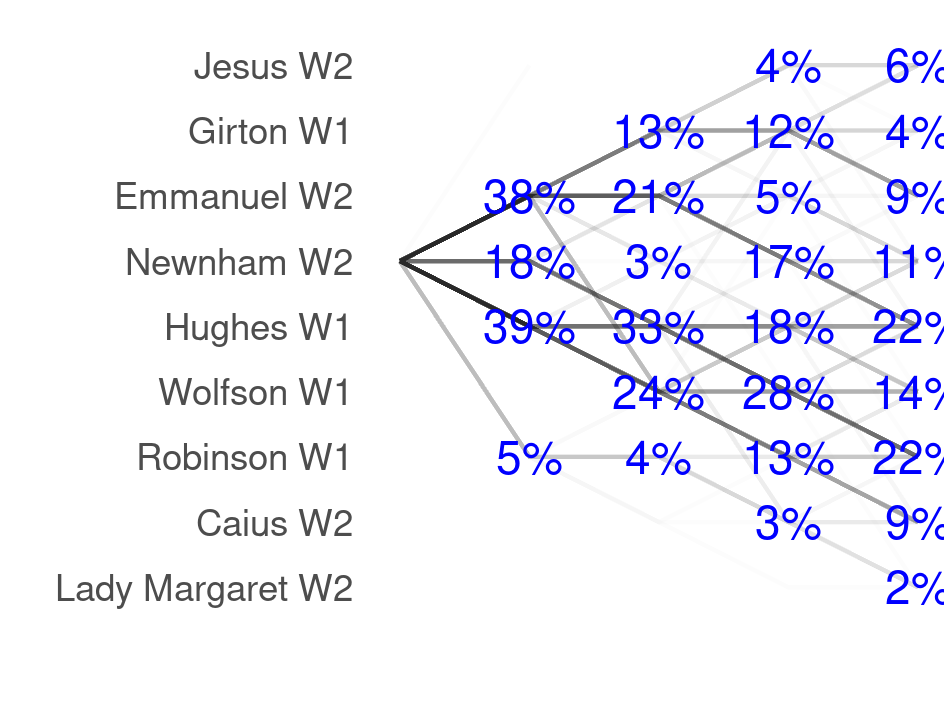 Jesus W2 4% 6%
Girton W1 13% 12% 4%
Emmanuel W2 38% 21% 5% 9%
Newnham W2 18% 3% 17% 11%
Hughes W1 39% 33% 18% 22%
Wolfson W1 24% 28% 14%
Robinson W1 5% 4% 13% 22%
Caius W2 3% 9%
Lady Margaret W2 2%